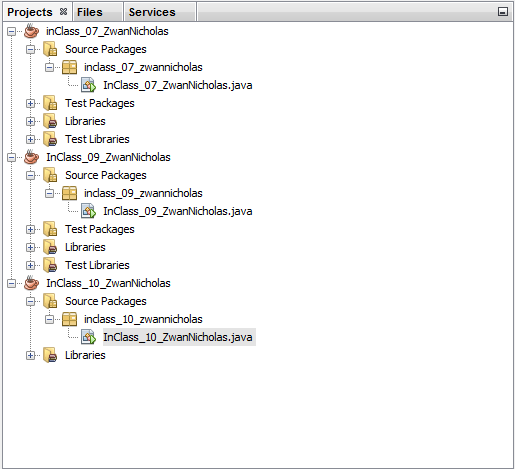 Projects Files Services
inClass_07_ZwanNicholas
Source Packages
inclass_07_zwannicholas
InClass_07_ZwanNicholas.java
Test Packages
Libraries
Test Libraries
InClass_09_ZwanNicholas
Source Packages
inclass_09_zwannicholas
InClass_09_ZwanNicholas.java
Test Packages
Libraries
Test Libraries
InClass_10_ZwanNicholas
Source Packages
inclass_10_zwannicholas
InClass_10_ZwanNicholas.java
Libraries